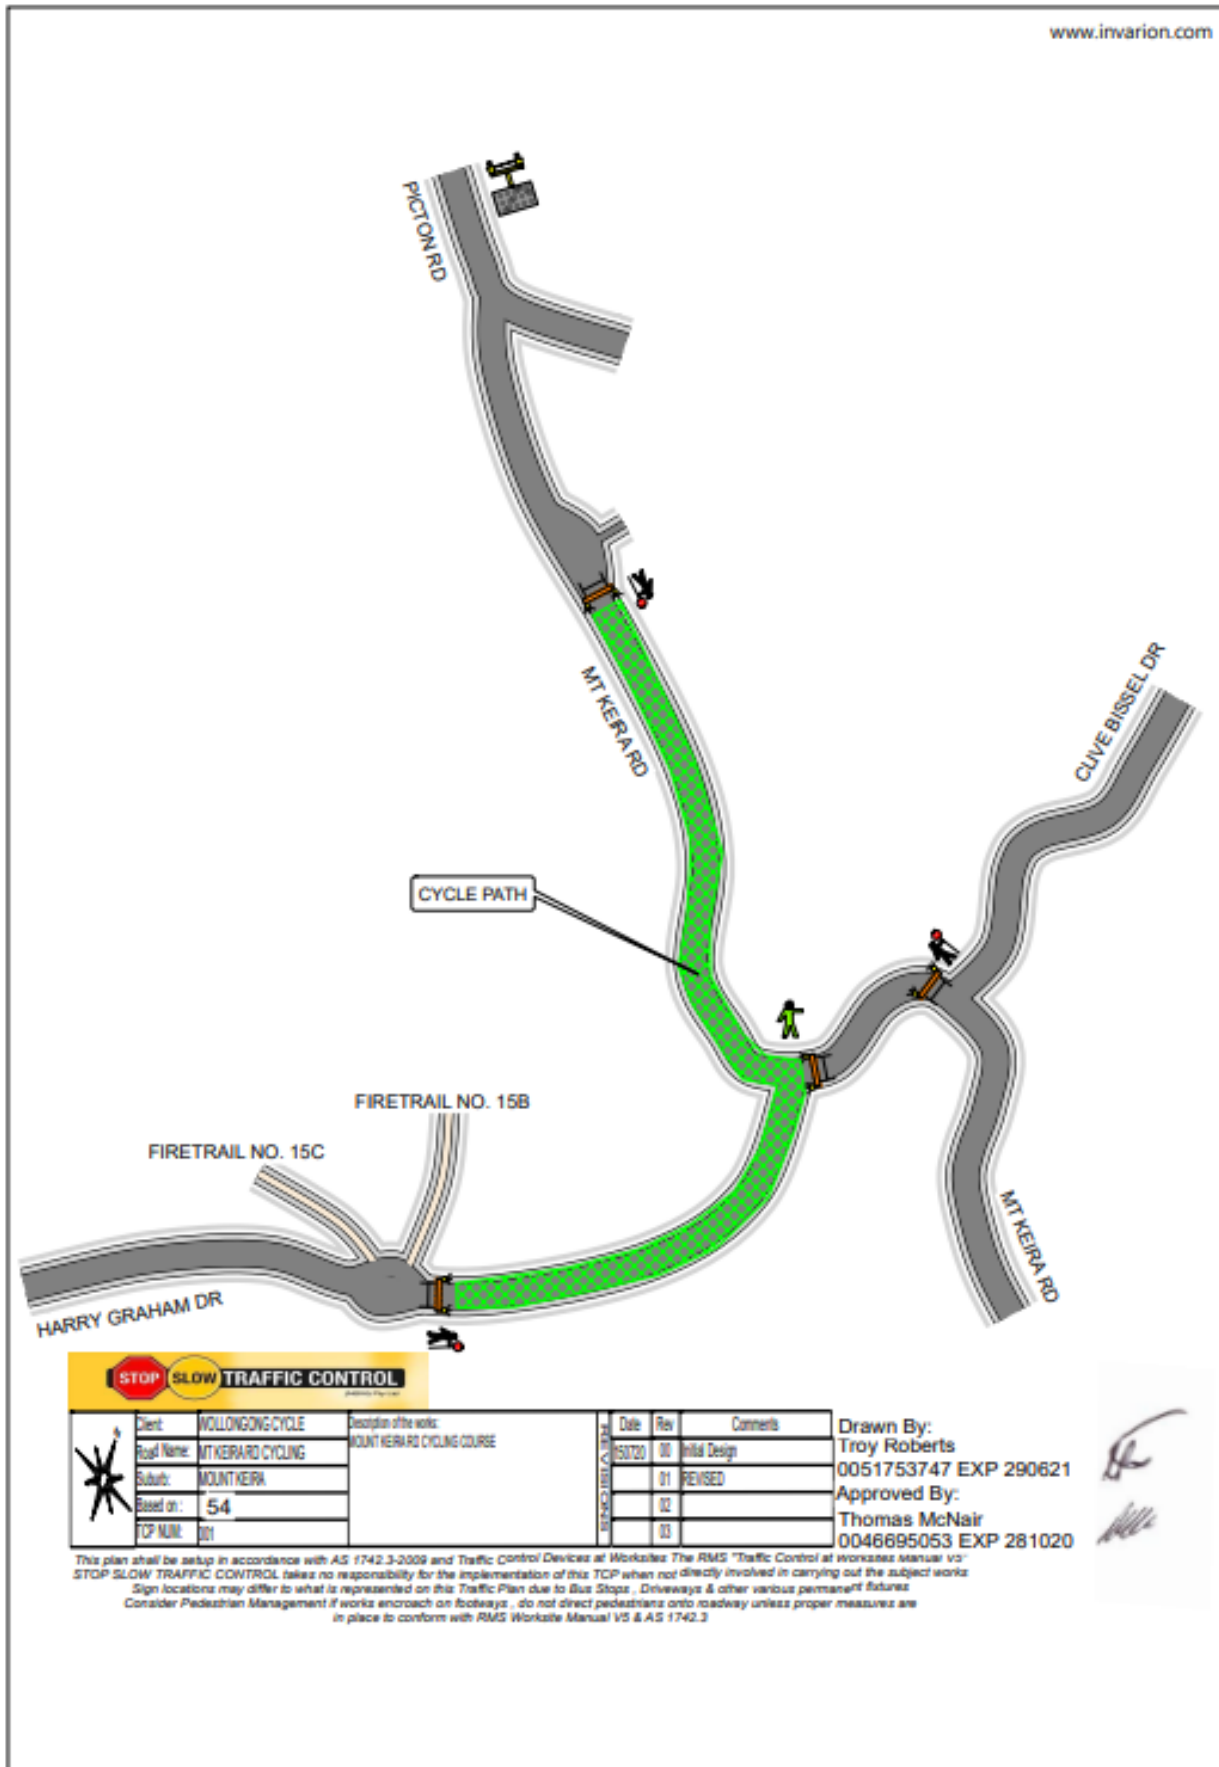 www.invarion.com
PICTON RD
MT KEIRA RD
CLIVE BISSEL DR
CYCLE PATH
FIRETRAIL NO. 15B
FIRETRAIL NO. 15C
MT KEIRA RD
HARRY GRAHAM DR
STOP SLOW TRAFFIC CONTROL
Client: WOLLONGONG CYCLE
Road Name: MT KEIRA RD CYCLING
Suburb: MOUNT KEIRA
Based on : 54
TCP NUM: 001
Description of the works:
MOUNT KEIRA RD CYCLING COURSE
REVISIONS
Date Rev Comments
150720 00 Initial Design
01 REVISED
02
03
Drawn By:
Troy Roberts
0051753747 EXP 290621
Approved By:
Thomas McNair
0046695053 EXP 281020
This plan shall be setup in accordance with AS 1742.3-2009 and Traffic Control Devices at Worksites The RMS "Traffic Control at Worksites Manual V5"
STOP SLOW TRAFFIC CONTROL takes no responsibility for the implementation of this TCP when not directly involved in carrying out the subject works
Sign locations may differ to what is represented on this Traffic Plan due to Bus Stops , Driveways & other various permanent fixtures
Consider Pedestrian Management if works encroach on footways , do not direct pedestrians onto roadway unless proper measures are
in place to conform with RMS Worksite Manual V5 & AS 1742.3